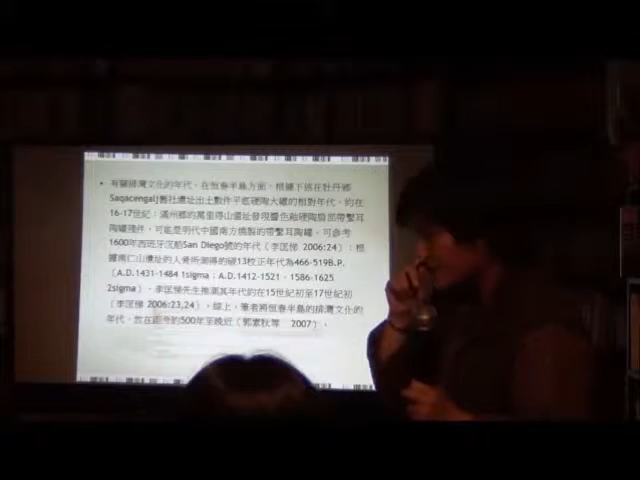 • 有關排灣文化的年代，在恆春半島方面，根據下述在牡丹鄉
Saqacengalj舊社遺址出土數件平底硬陶大罐的相對年代，約在
16-17世紀；滿州鄉的萬里得山遺址發現醬色釉硬陶肩部帶繫耳
陶罐殘件，可能是明代中國南方燒製的帶繫耳陶罐，可參考
1600年西班牙沉船San Diego號的年代（李匡悌 2006:24）；根
據南仁山遺址的人骨所測得的碳13校正年代為466-519B.P.
（A.D.1431-1484 1sigma；A.D.1412-1521，1586-1625
2sigma），李匡悌先生推測其年代約在15世紀初至17世紀初
（李匡悌 2006:23,24）。綜上，筆者將恆春半島的排灣文化的
年代，放在距今約500年至晚近（郭素秋等 2007）。